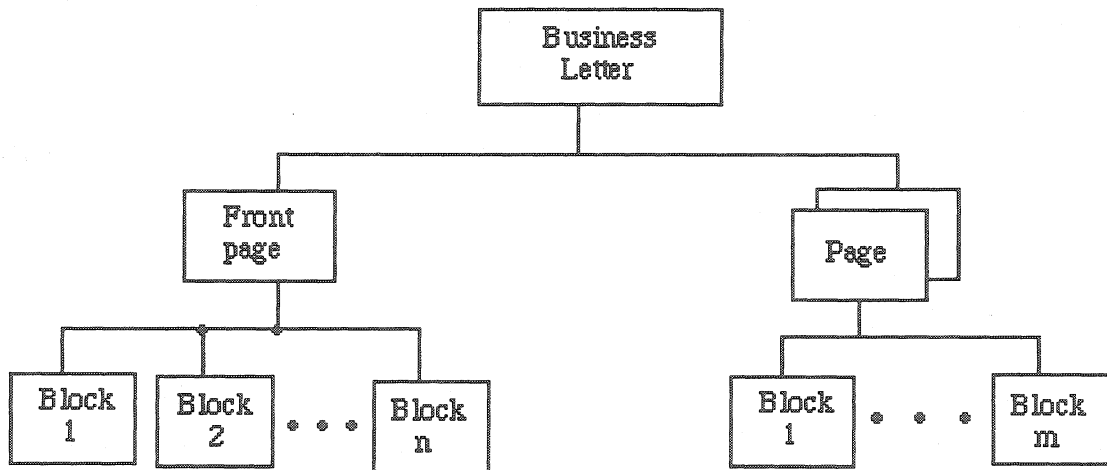 Business
Letter
Front
page
Page
Block
1
Block
2
Block
n
Block
1
Block
m